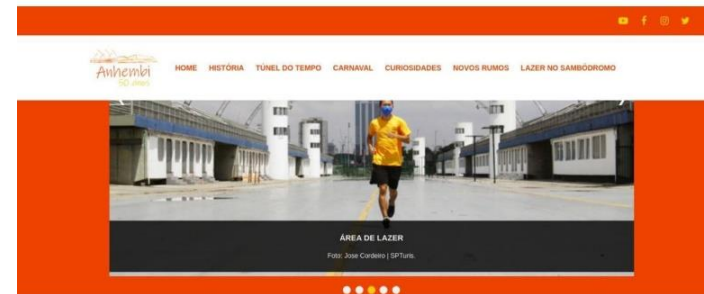 Anhembi
50 anos
HOME HISTÓRIA TÚNEL DO TEMPO CARNAVAL CURIOSIDADES NOVOS RUMOS LAZER NO SAMBÓDROMO
ÁREA DE LAZER
Foto: Jose Cordeiro | SPTuris.